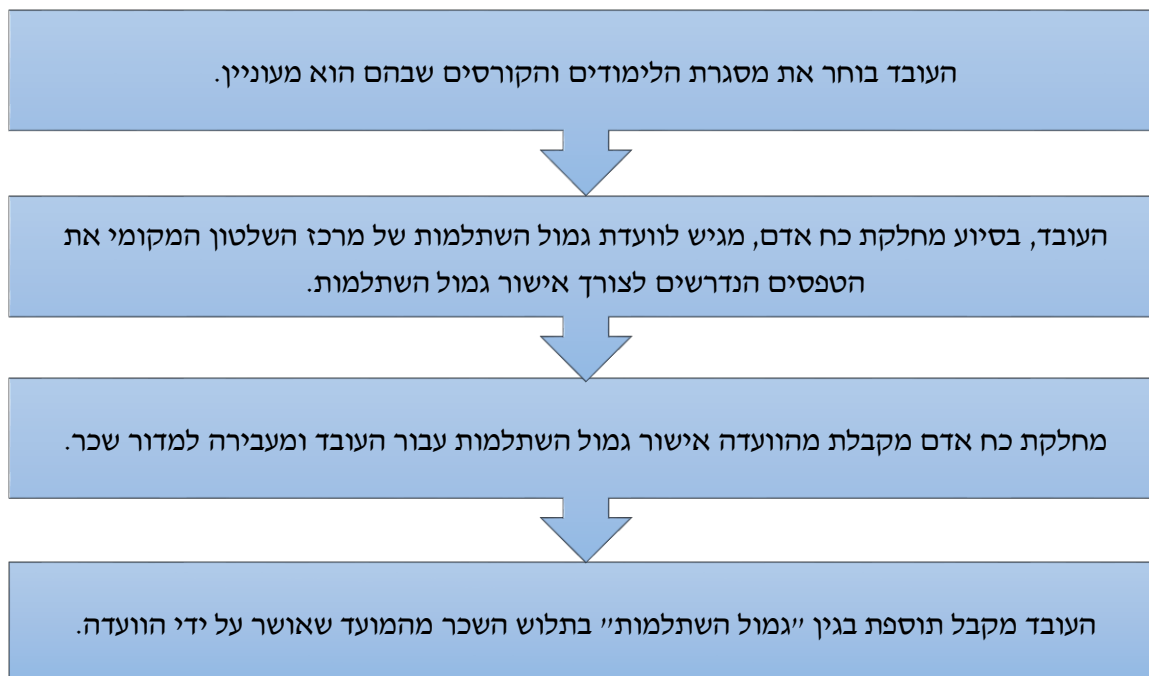 העובד בוחר את מסגרת הלימודים והקורסים שבהם הוא מעוניין.
העובד, בסיוע מחלקת כח אדם, מגיש לוועדת גמול השתלמות של מרכז השלטון המקומי את
הטפסים הנדרשים לצורך אישור גמול השתלמות.
מחלקת כח אדם מקבלת מהוועדה אישור גמול השתלמות עבור העובד ומעבירה למדור שכר.
העובד מקבל תוספת בגין "גמול השתלמות" בתלוש השכר מהמועד שאושר על ידי הוועדה.